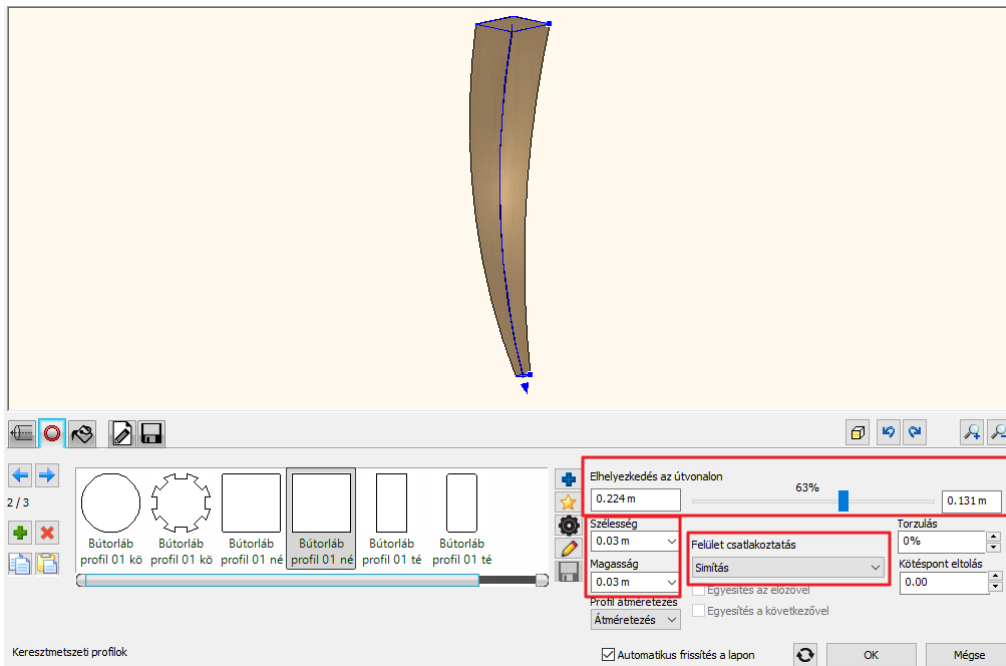 Elhelyezkedés az útvonalon
63%
0.224 m
0.131 m
2 / 3
Bútorláb profil 01 kö
Bútorláb profil 01 kö
Bútorláb profil 01 né
Bútorláb profil 01 né
Bútorláb profil 01 té
Bútorláb profil 01 té
Szélesség
0.03 m
Magasság
0.03 m
Profil átméretezés
Átméretezés
Felület csatlakoztatás
Simítás
Egyesítés az előzővel
Egyesítés a következővel
Torzulás
0%
Kötéspont eltolás
0.00
Keresztmetszeti profilok
Automatikus frissítés a lapon
OK
Mégse